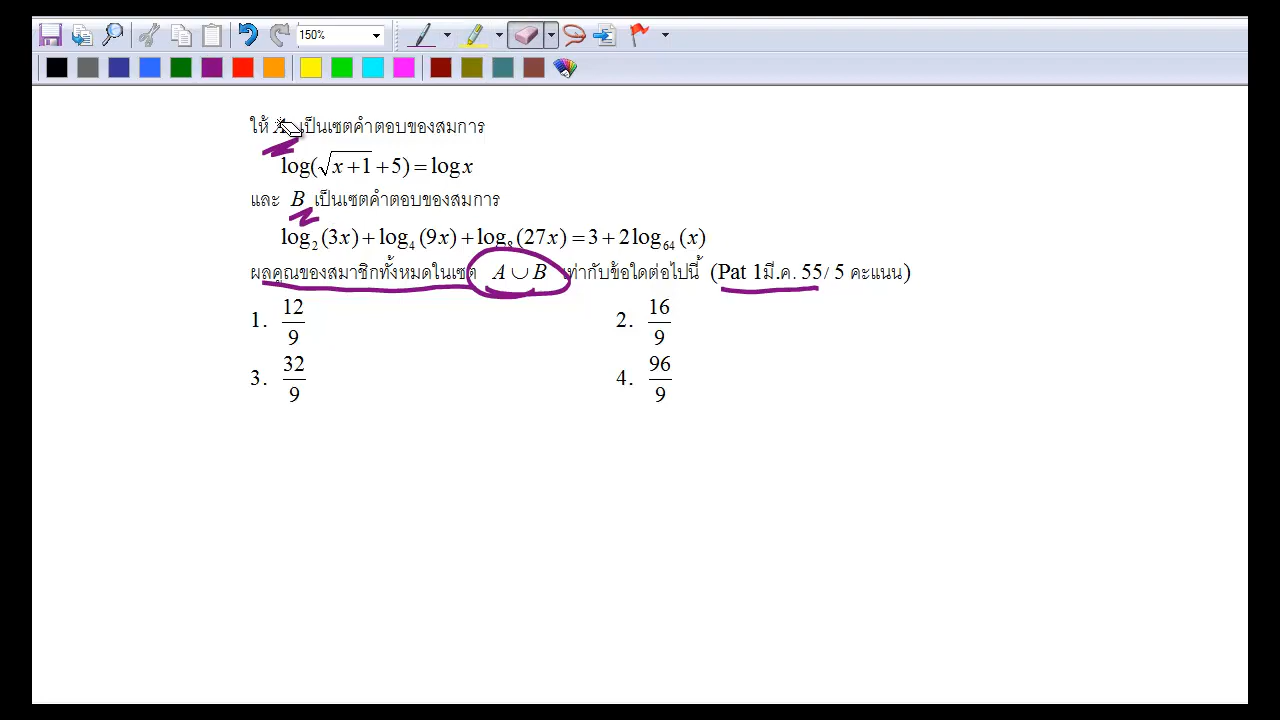 150%
ให้ A เป็นเซตคำตอบของสมการ
log(√x+1 + 5) = log x
และ B เป็นเซตคำตอบของสมการ
log₂(3x) + log₄(9x) + log₈(27x) = 3 + 2log₆₄(x)
ผลคูณของสมาชิกทั้งหมดในเซต A ∪ B เท่ากับข้อใดต่อไปนี้ (Pat 1มี.ค. 55/ 5 คะแนน)
1. 12/9 2. 16/9
3. 32/9 4. 96/9